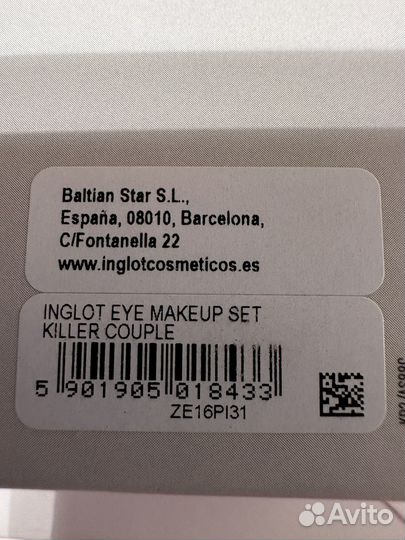 Baltian Star S.L.,
España, 08010, Barcelona,
C/Fontanella 22
www.inglotcosmeticos.es
INGLOT EYE MAKEUP SET
KILLER COUPLE
5 901905 018433
ZE16PI31
Avito